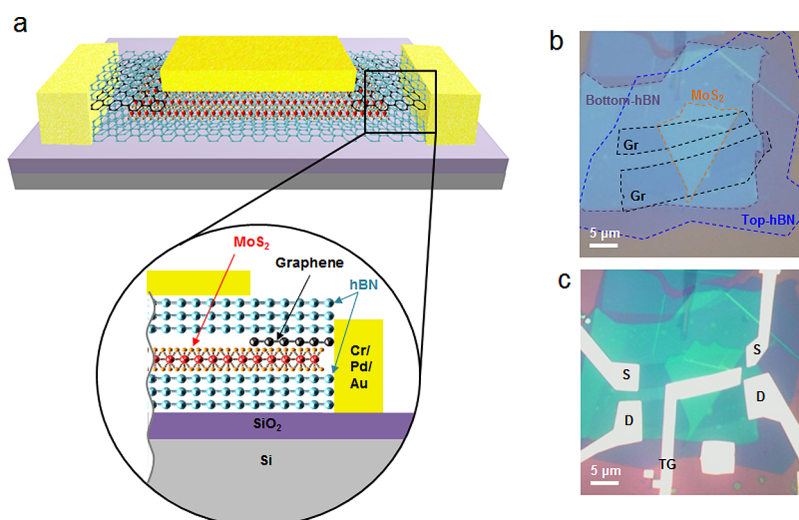 a
MoS₂
Graphene
hBN
Cr/
Pd/
Au
SiO₂
Si
b
Bottom-hBN
MoS₂
Gr
Gr
Top-hBN
5 µm
c
S
S
D
D
TG
5 µm